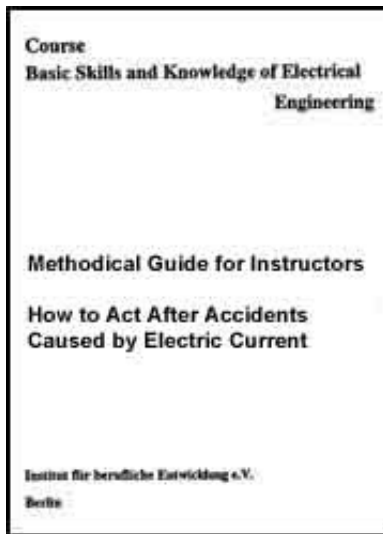 Course
Basic Skills and Knowledge of Electrical
Engineering
Methodical Guide for Instructors
How to Act After Accidents
Caused by Electric Current
Institut für berufliche Entwicklung e.V.
Berlin